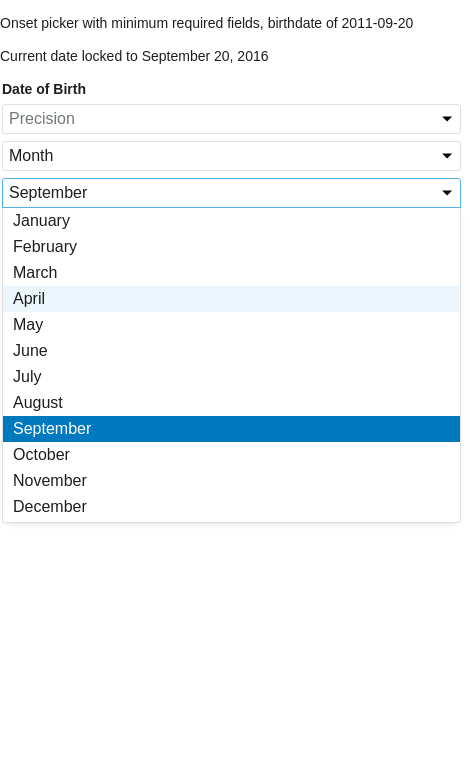 Onset picker with minimum required fields, birthdate of 2011-09-20
Current date locked to September 20, 2016
Date of Birth
Precision
Month
September
January
February
March
April
May
June
July
August
September
October
November
December